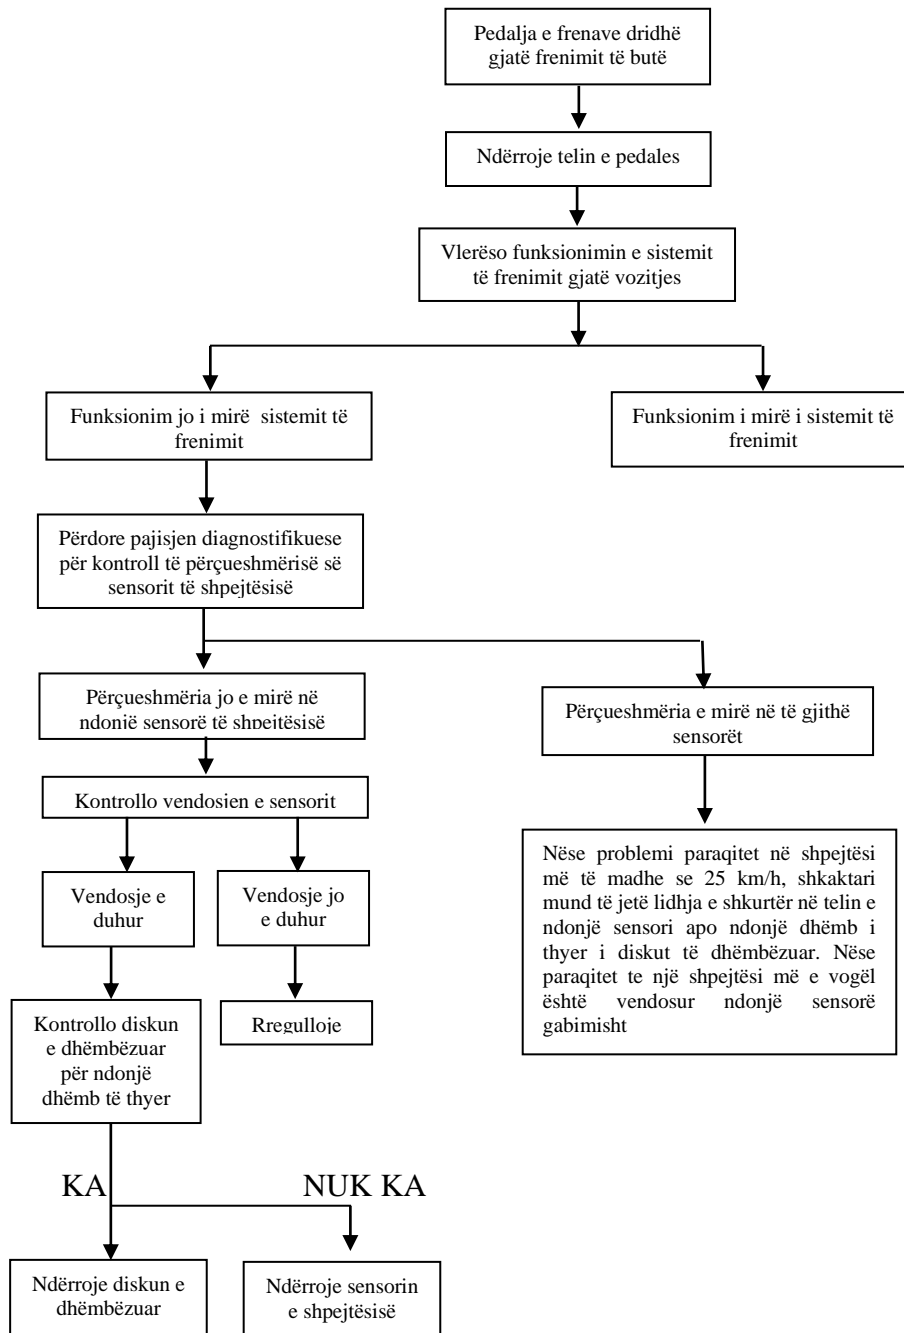 Pedalja e frenave dridhë
gjatë frenimit të butë
Ndërroje telin e pedales
Vlerëso funksionimin e sistemit
të frenimit gjatë vozitjes
Funksionim jo i mirë sistemit të
frenimit
Funksionim i mirë i sistemit të
frenimit
Përdore pajisjen diagnostifikuese
për kontroll të përçueshmërisë së
sensorit të shpejtësisë
Përçueshmëria jo e mirë në
ndonjë sensorë të shpejtësisë
Përçueshmëria e mirë në të gjithë
sensorët
Kontrollo vendosjen e sensorit
Vendosje e
duhur
Vendosje jo
e duhur
Nëse problemi paraqitet në shpejtësi
më të madhe se 25 km/h, shkaktari
mund të jetë lidhja e shkurtër në telin e
ndonjë sensori apo ndonjë dhëmb i
thyer i diskut të dhëmbëzuar. Nëse
paraqitet te një shpejtësi më e vogël
është vendosur ndonjë sensorë
gabimisht
Kontrollo diskun
e dhëmbëzuar
për ndonjë
dhëmb të thyer
Rregulloje
KA
NUK KA
Ndërroje diskun e
dhëmbëzuar
Ndërroje sensorin
e shpejtësisë